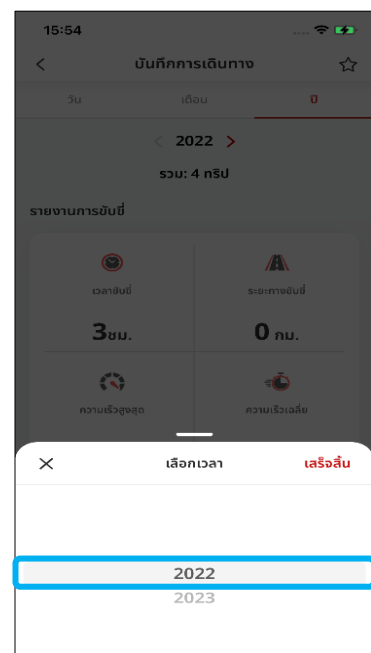 15:54
บันทึกการเดินทาง
วัน เดือน ปี
2022
รวม: 4 ทริป
รายงานการขับขี่
เวลาขับขี่ ระยะทางขับขี่
3ชม. 0 กม.
ความเร็วสูงสุด ความเร็วเฉลี่ย
เลือกเวลา เสร็จสิ้น
2022
2023